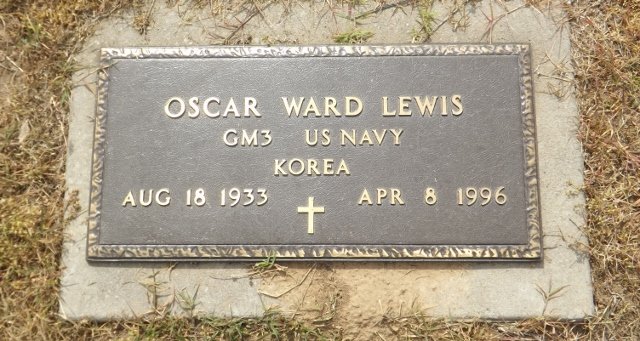 OSCAR WARD LEWIS
GM3 US NAVY
KOREA
AUG 18 1933 APR 8 1996